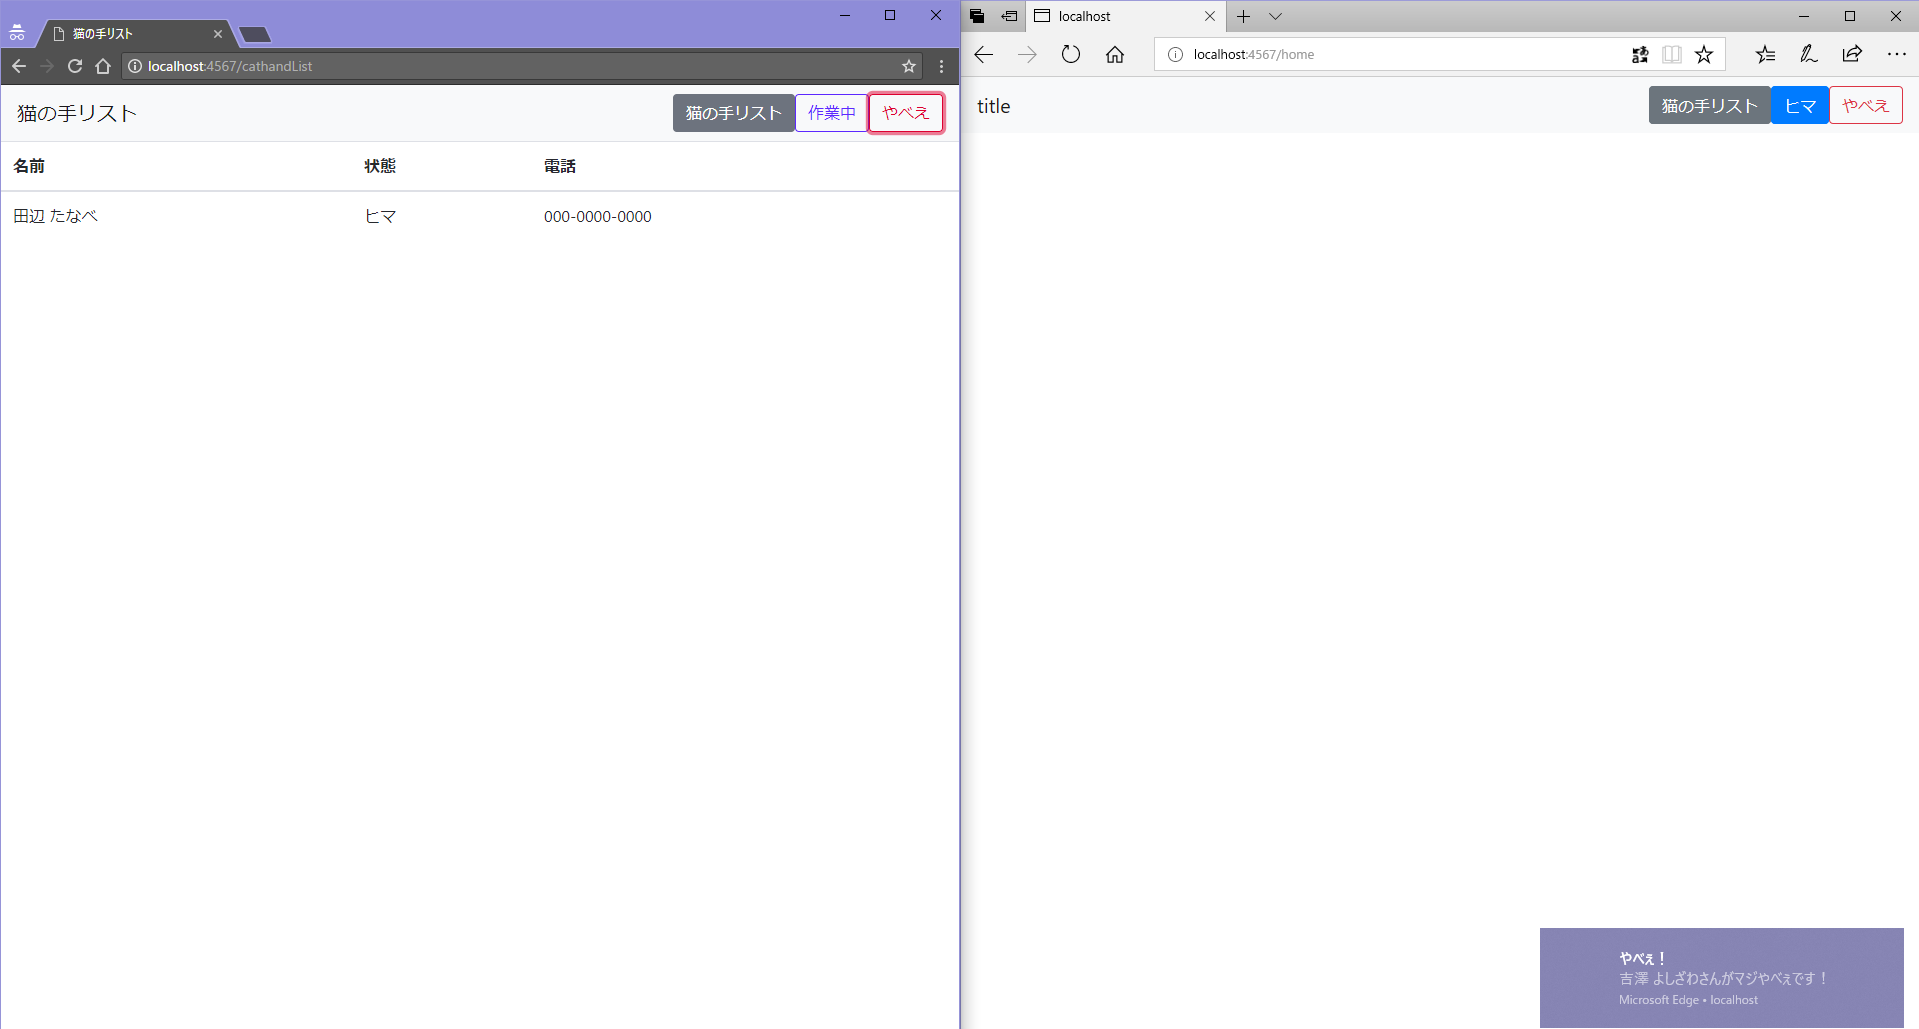 猫の手リスト
localhost:4567/cathandList
猫の手リスト
猫の手リスト 作業中 やべえ
名前 状態 電話
田辺 たなべ ヒマ 000-0000-0000
localhost
localhost:4567/home
title
猫の手リスト ヒマ やべえ
やべぇ！
吉澤 よしざわさんがマジやべぇです！
Microsoft Edge • localhost